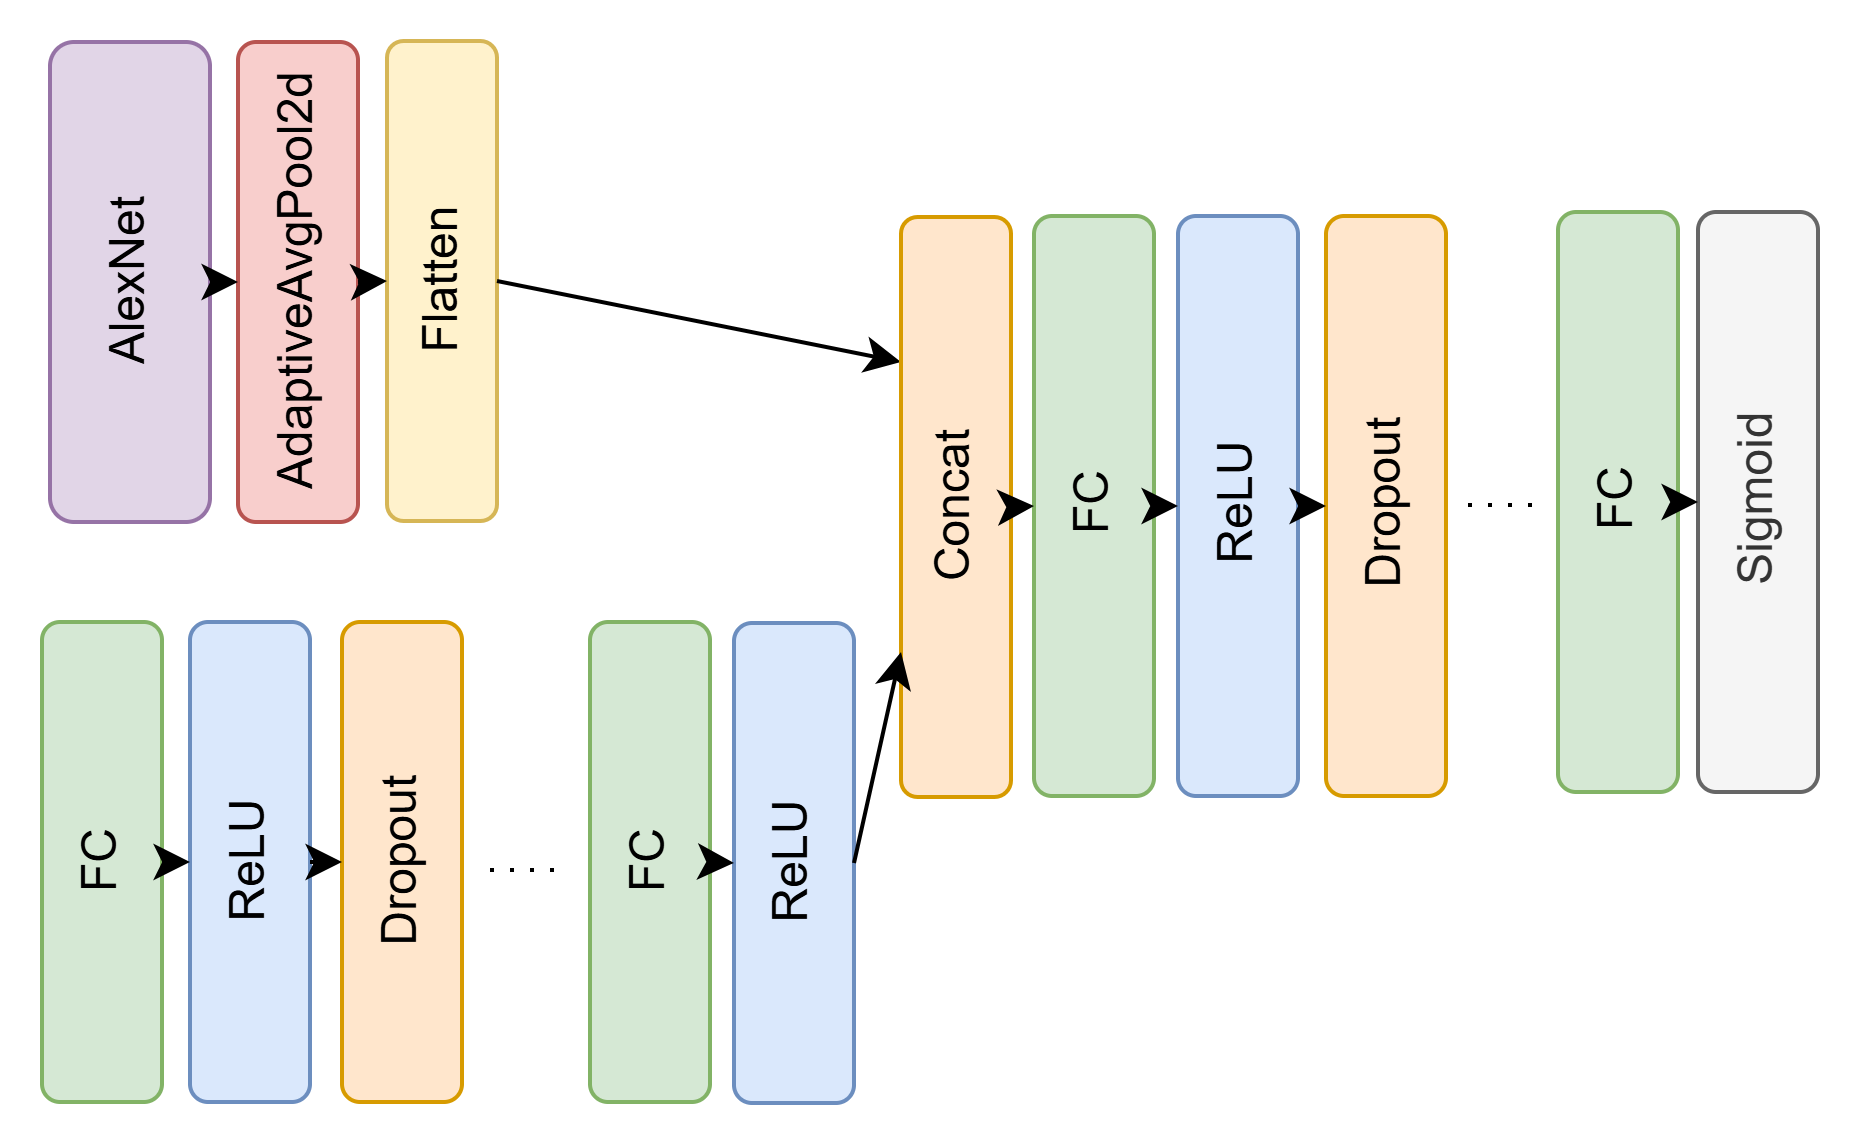 AlexNet
AdaptiveAvgPool2d
Flatten
FC
ReLU
Dropout
. . . .
FC
ReLU
Concat
FC
ReLU
Dropout
. . . .
FC
Sigmoid